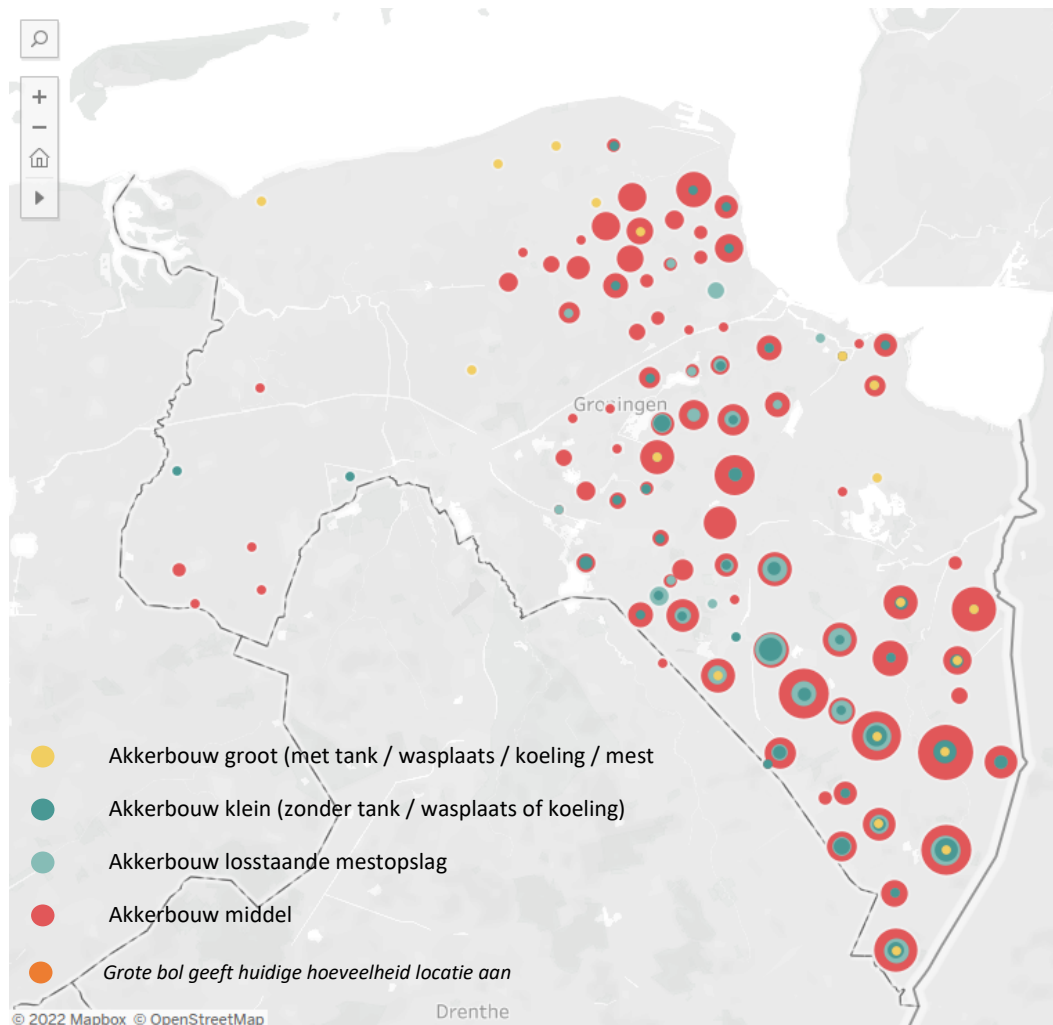 Groningen
Akkerbouw groot (met tank / wasplaats / koeling / mest
Akkerbouw klein (zonder tank / wasplaats of koeling)
Akkerbouw losstaande mestopslag
Akkerbouw middel
Grote bol geeft huidige hoeveelheid locatie aan
Drenthe
© 2022 Mapbox © OpenStreetMap